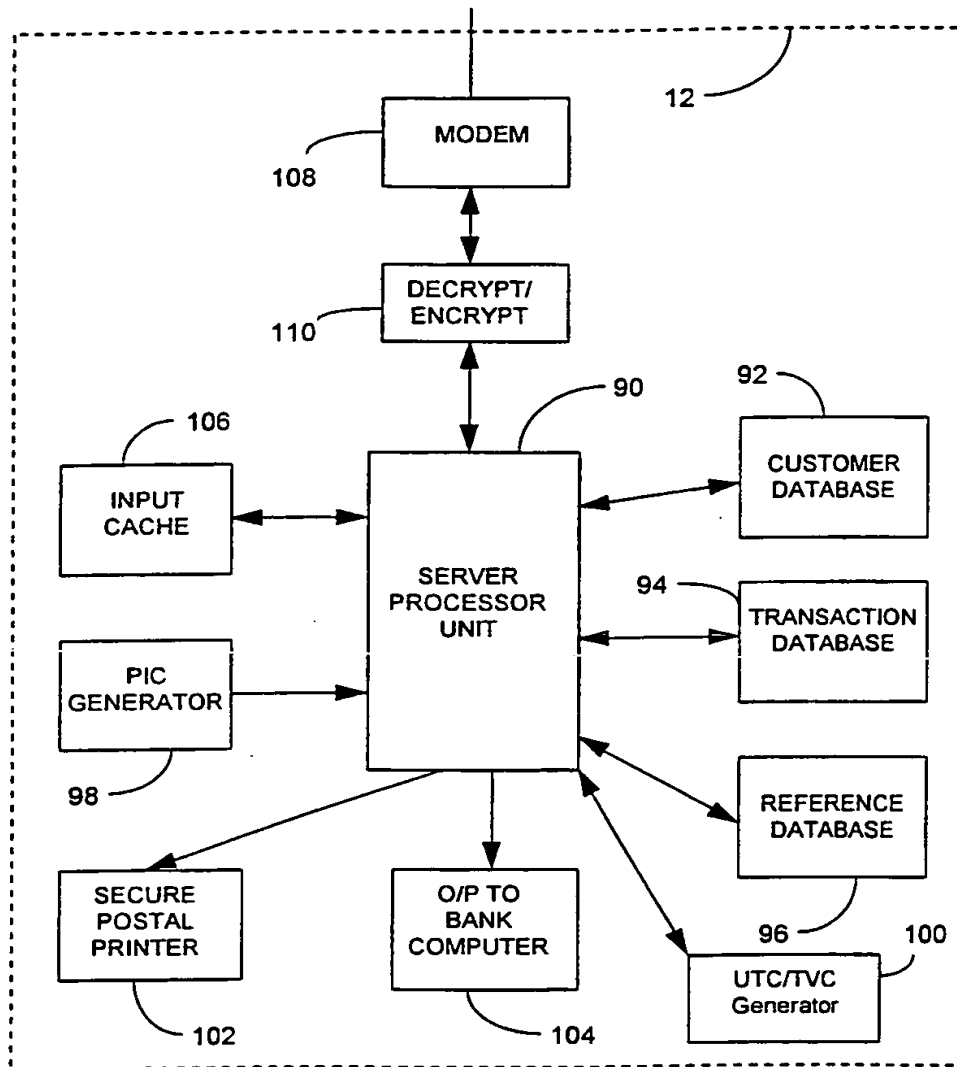 12
MODEM
108
DECRYPT/
ENCRYPT
110
90
92
106
CUSTOMER
DATABASE
INPUT
CACHE
SERVER
PROCESSOR
UNIT
94
TRANSACTION
DATABASE
PIC
GENERATOR
98
REFERENCE
DATABASE
SECURE
POSTAL
PRINTER
O/P TO
BANK
COMPUTER
96
100
UTC/TVC
Generator
102
104